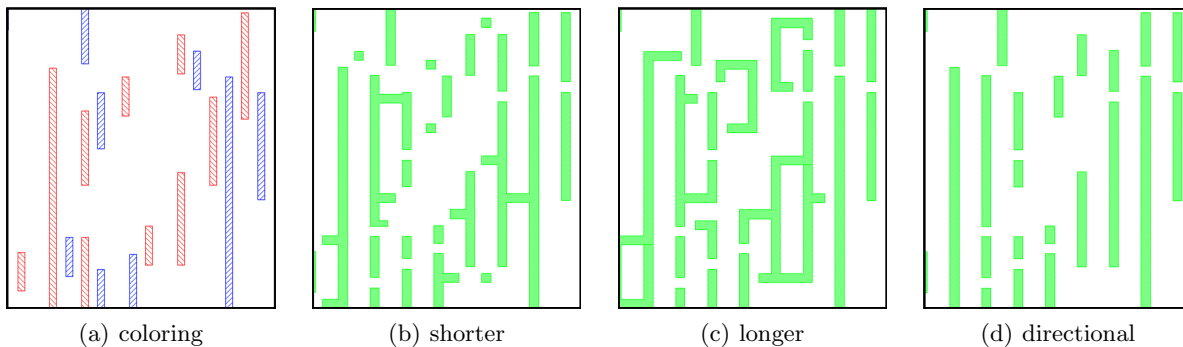 (a) coloring
(b) shorter
(c) longer
(d) directional